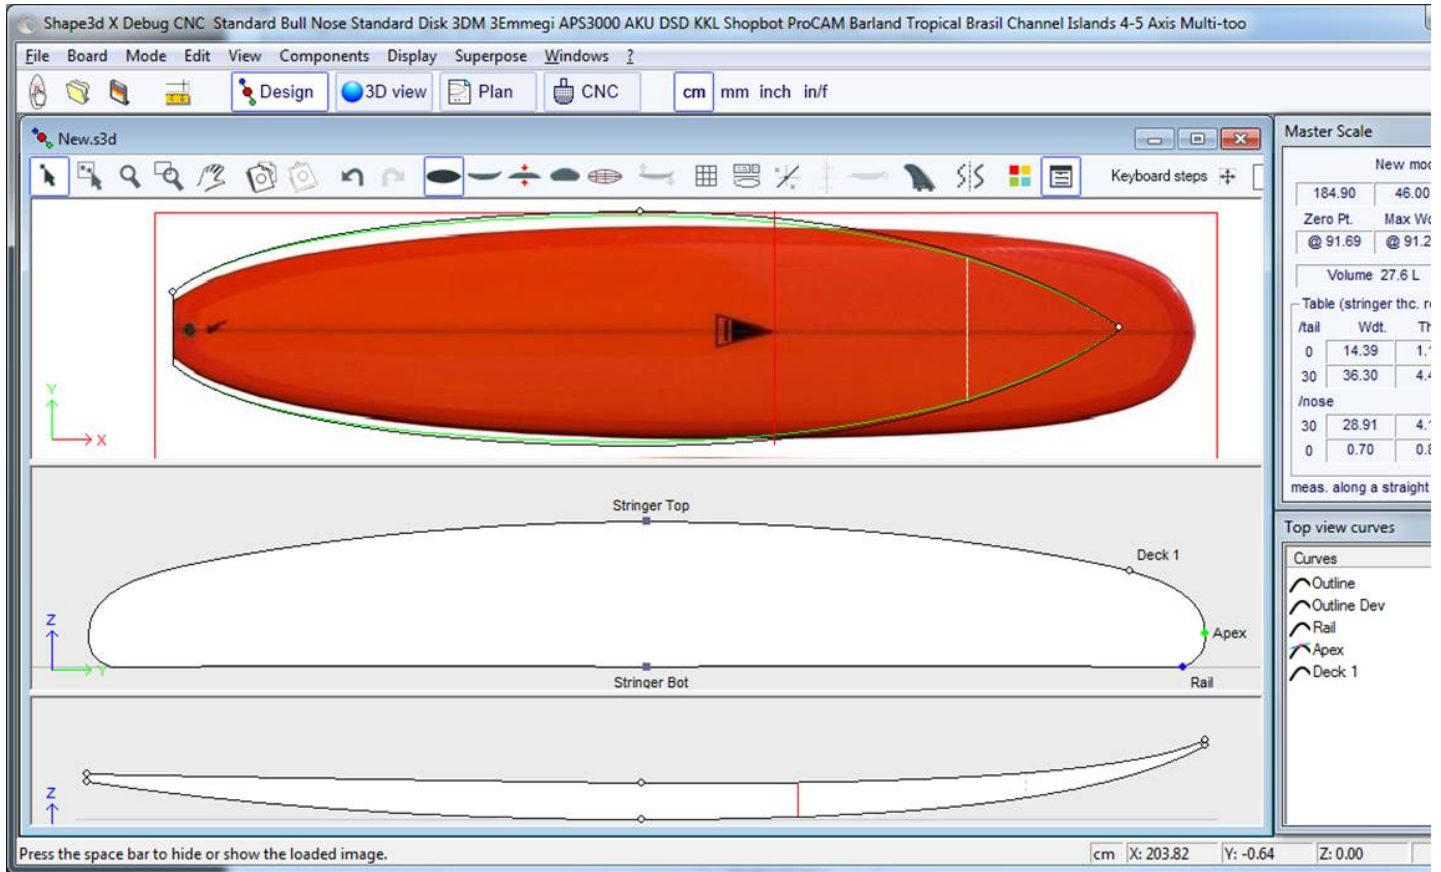 Shape3d X Debug CNC Standard Bull Nose Standard Disk 3DM 3Emmegi APS3000 AKU DSD KKL Shopbot ProCAM Barland Tropical Brasil Channel Islands 4-5 Axis Multi-too
File Board Mode Edit View Components Display Superpose Windows ?
Design 3D view Plan CNC cm mm inch in/f
New.s3d
Keyboard steps
Master Scale
New mod
184.90 46.00
Zero Pt. Max Wd
@ 91.69 @ 91.2
Volume 27.6 L
Table (stringer thc. re
/tail Wdt. Th
0 14.39 1.1
30 36.30 4.4
/nose
30 28.91 4.1
0 0.70 0.8
meas. along a straight
Y
X
Stringer Top
Deck 1
Z
Y
Apex
Stringer Bot
Rail
Z
Top view curves
Curves
Outline
Outline Dev
Rail
Apex
Deck 1
Press the space bar to hide or show the loaded image.
cm X: 203.82 Y: -0.64 Z: 0.00